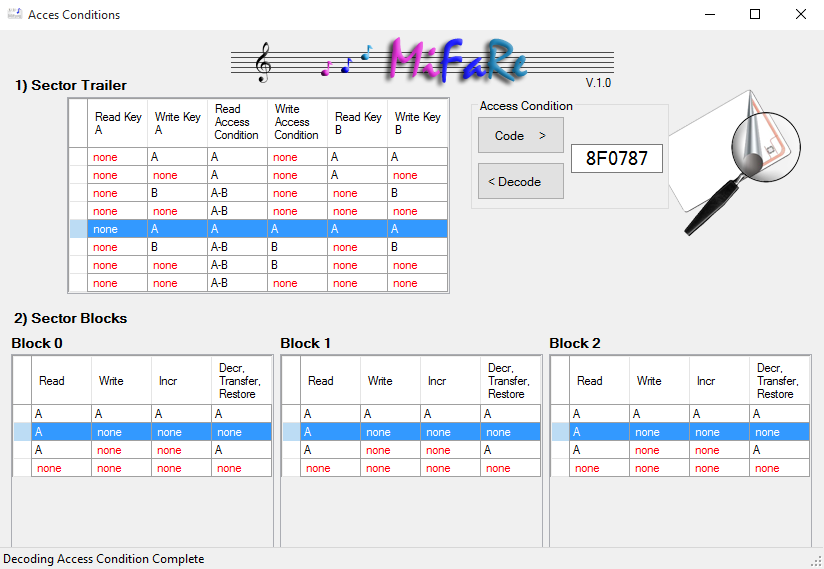 Acces Conditions
MiFaRe
V.1.0
1) Sector Trailer
Read Key A Write Key A Read Access Condition Write Access Condition Read Key B Write Key B
none A A none A A
none none A none A none
none B A-B none none B
none none A-B none none none
none A A A A A
none B A-B B none B
none none A-B B none none
none none A-B none none none
Access Condition
Code >
8F0787
< Decode
2) Sector Blocks
Block 0
Read Write Incr Decr, Transfer, Restore
A A A A
A none none none
A none none A
none none none none
Block 1
Read Write Incr Decr, Transfer, Restore
A A A A
A none none none
A none none A
none none none none
Block 2
Read Write Incr Decr, Transfer, Restore
A A A A
A none none none
A none none A
none none none none
Decoding Access Condition Complete